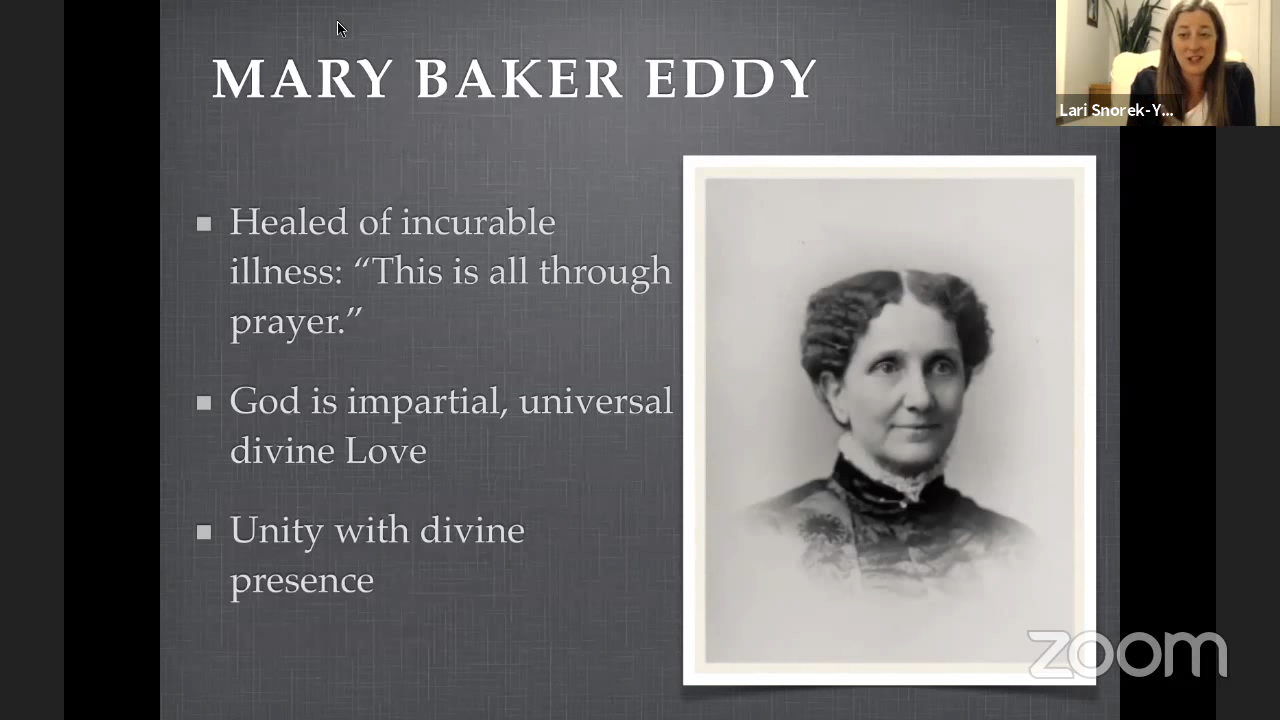 MARY BAKER EDDY
Lari Snorek-Y...
Healed of incurable
illness: “This is all through
prayer.”
God is impartial, universal
divine Love
Unity with divine
presence
zoom